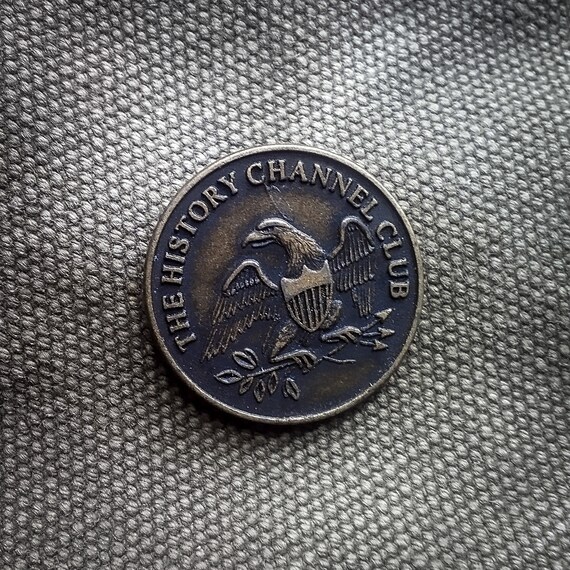 THE HISTORY CHANNEL CLUB